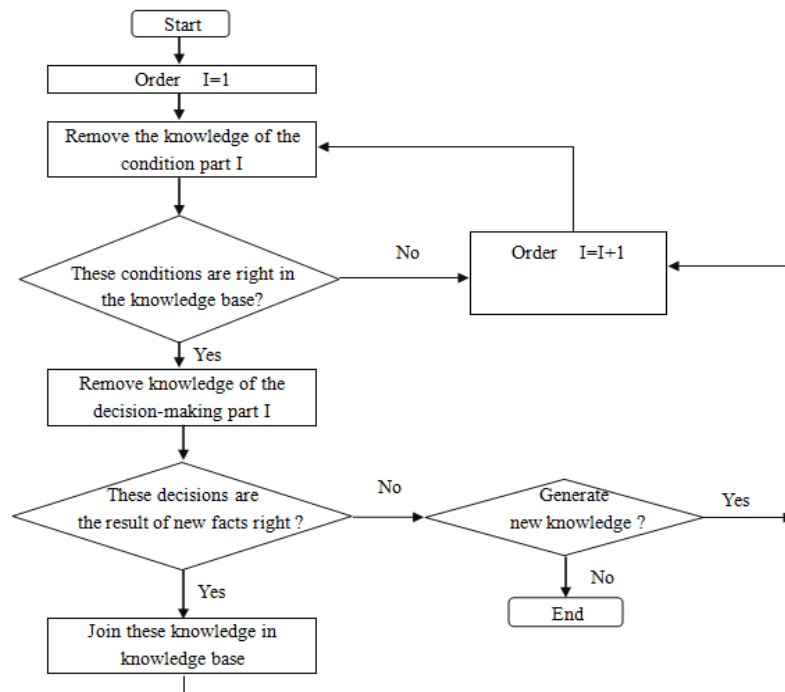 Start
Order I=1
Remove the knowledge of the
condition part I
These conditions are right in
the knowledge base?
No
Order I=I+1
Yes
Remove knowledge of the
decision-making part I
These decisions are
the result of new facts right ?
No
Generate
new knowledge ?
Yes
Yes
No
End
Join these knowledge in
knowledge base